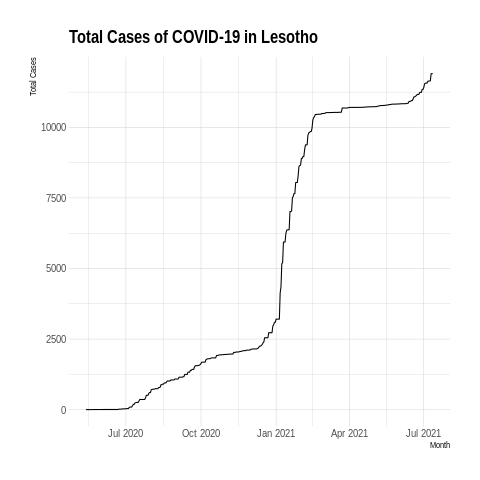 Total Cases of COVID-19 in Lesotho
Total Cases
10000
7500
5000
2500
0
Jul 2020 Oct 2020 Jan 2021 Apr 2021 Jul 2021
Month